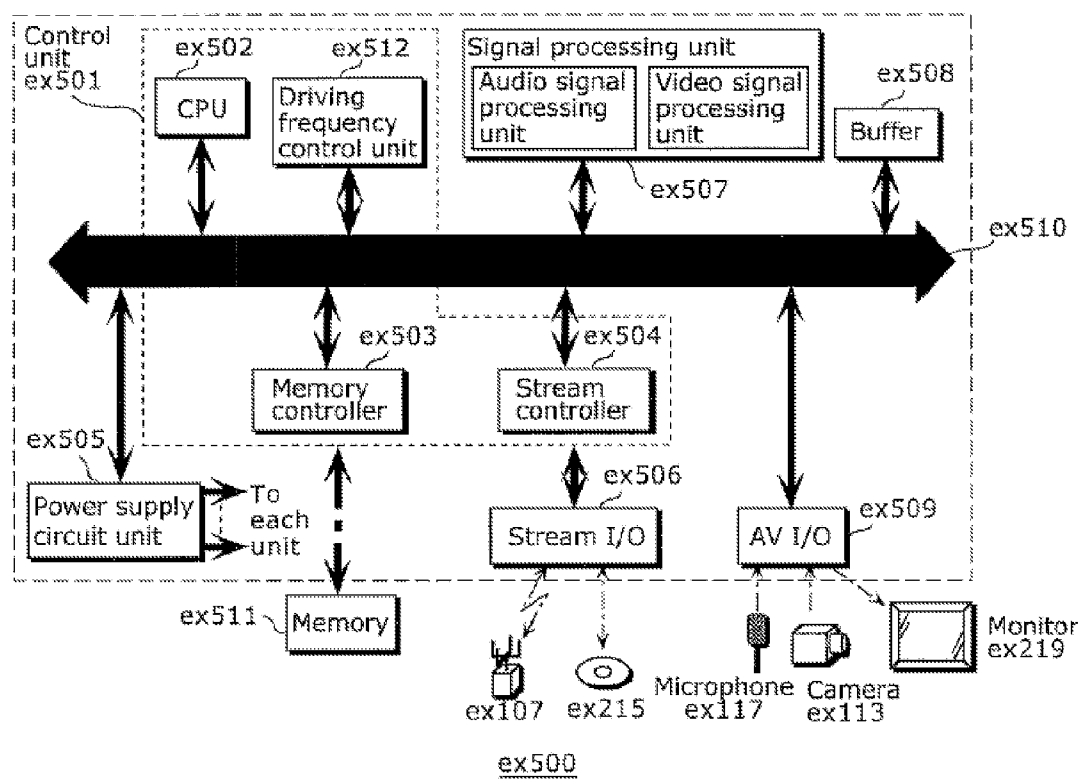 Control
unit
ex501
ex502
CPU
ex512
Driving
frequency
control unit
Signal processing unit
Audio signal
processing
unit
Video signal
processing
unit
ex507
ex508
Buffer
ex510
ex503
Memory
controller
ex504
Stream
controller
ex505
Power supply
circuit unit
To
each
unit
ex506
Stream I/O
ex509
AV I/O
ex511
Memory
ex107
ex215
Microphone
ex117
Camera
ex113
Monitor
ex219
ex500